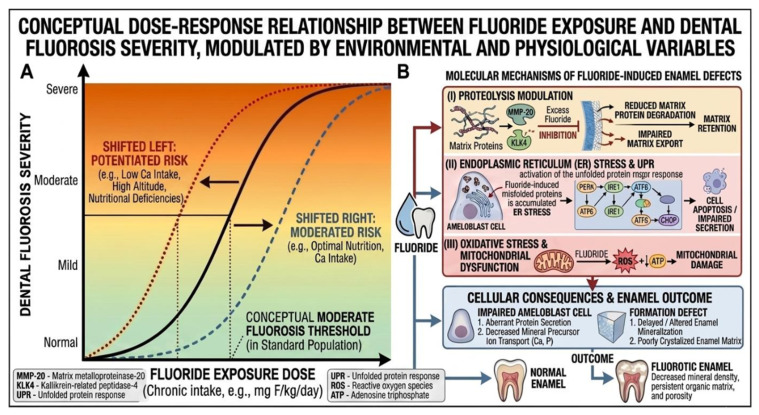 CONCEPTUAL DOSE-RESPONSE RELATIONSHIP BETWEEN FLUORIDE EXPOSURE AND DENTAL
FLUOROSIS SEVERITY, MODULATED BY ENVIRONMENTAL AND PHYSIOLOGICAL VARIABLES
A
DENTAL FLUOROSIS SEVERITY
Severe
Moderate
Mild
Normal
SHIFTED LEFT:
POTENTIATED RISK
(e.g., Low Ca Intake,
High Altitude,
Nutritional Deficiencies)
SHIFTED RIGHT:
MODERATED RISK
(e.g., Optimal Nutrition,
Ca Intake)
CONCEPTUAL MODERATE
FLUOROSIS THRESHOLD
(in Standard Population)
FLUORIDE EXPOSURE DOSE
(Chronic intake, e.g., mg F/kg/day)
MMP-20 - Matrix metalloproteinase-20
KLK4 - Kallikrein-related peptidase-4
UPR - Unfolded protein response
UPR - Unfolded protein response
ROS - Reactive oxygen species
ATP - Adenosine triphosphate
B
MOLECULAR MECHANISMS OF FLUORIDE-INDUCED ENAMEL DEFECTS
FLUORIDE
(I) PROTEOLYSIS MODULATION
Matrix Proteins
MMP-20
KLK4
Excess
Fluoride
INHIBITION
REDUCED MATRIX
PROTEIN DEGRADATION
IMPAIRED
MATRIX EXPORT
MATRIX
RETENTION
(II) ENDOPLASMIC RETICULUM (ER) STRESS & UPR
activation of the unfolded protein mspr response
AMELOBLAST CELL
Fluoride-induced
misfolded proteins
is accumulated
ER STRESS
PERK
IRE1
ATF6
ATP6
IRE1
ATF5
CHOP
CELL
APOPTOSIS /
IMPAIRED
SECRETION
(III) OXIDATIVE STRESS &
MITOCHONDRIAL
DYSFUNCTION
FLUORIDE
ROS
+
ATP
MITOCHONDRIAL
DAMAGE
CELLULAR CONSEQUENCES & ENAMEL OUTCOME
IMPAIRED AMELOBLAST CELL
1. Aberrant Protein Secretion
2. Decreased Mineral Precursor
Ion Transport (Ca, P)
FORMATION DEFECT
1. Delayed / Altered Enamel
Mineralization
2. Poorly Crystalized Enamel Matrix
OUTCOME
NORMAL
ENAMEL
FLUOROTIC ENAMEL
Decreased mineral density,
persistent organic matrix,
and porosity